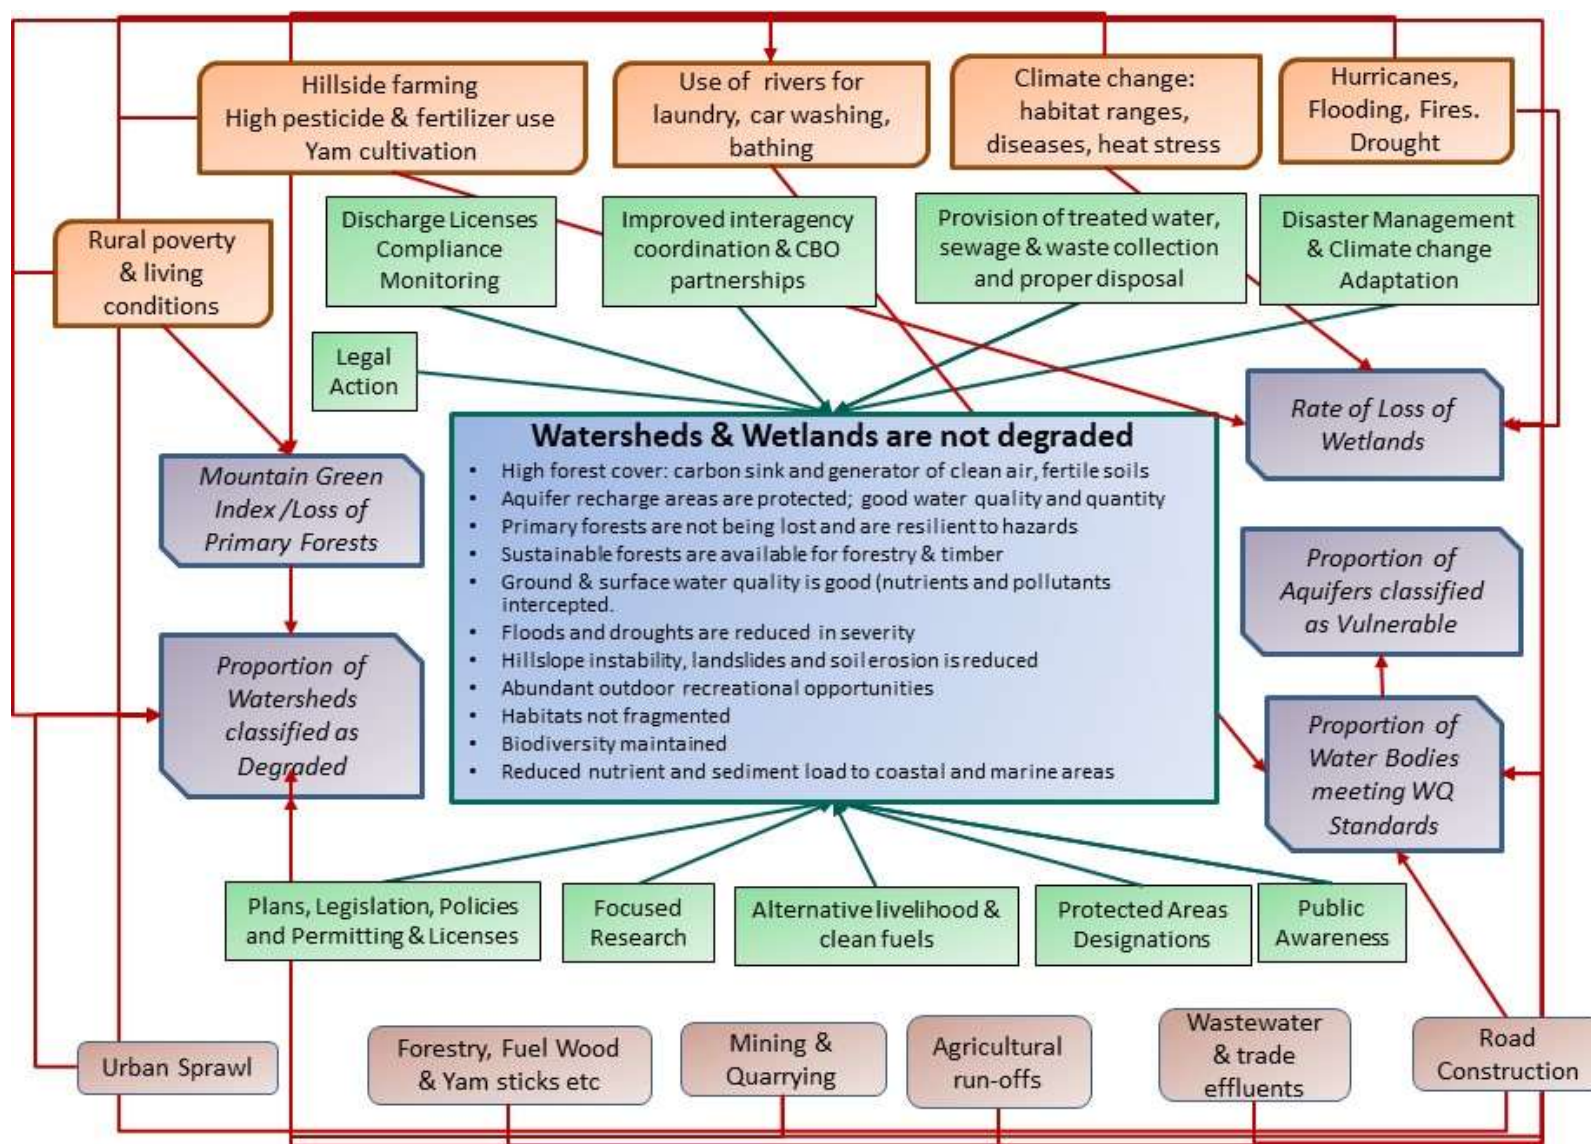 Hillside farming
High pesticide & fertilizer use
Yam cultivation
Use of rivers for
laundry, car washing,
bathing
Climate change:
habitat ranges,
diseases, heat stress
Hurricanes,
Flooding, Fires.
Drought
Rural poverty
& living
conditions
Discharge Licenses
Compliance
Monitoring
Improved interagency
coordination & CBO
partnerships
Provision of treated water,
sewage & waste collection
and proper disposal
Disaster Management
& Climate change
Adaptation
Legal
Action
Mountain Green
Index /Loss of
Primary Forests
Proportion of
Watersheds
classified as
Degraded
Watersheds & Wetlands are not degraded
• High forest cover: carbon sink and generator of clean air, fertile soils
• Aquifer recharge areas are protected; good water quality and quantity
• Primary forests are not being lost and are resilient to hazards
• Sustainable forests are available for forestry & timber
• Ground & surface water quality is good (nutrients and pollutants
intercepted.
• Floods and droughts are reduced in severity
• Hillslope instability, landslides and soil erosion is reduced
• Abundant outdoor recreational opportunities
• Habitats not fragmented
• Biodiversity maintained
• Reduced nutrient and sediment load to coastal and marine areas
Rate of Loss of
Wetlands
Proportion of
Aquifers classified
as Vulnerable
Proportion of
Water Bodies
meeting WQ
Standards
Plans, Legislation, Policies
and Permitting & Licenses
Focused
Research
Alternative livelihood &
clean fuels
Protected Areas
Designations
Public
Awareness
Urban Sprawl
Forestry, Fuel Wood
& Yam sticks etc
Mining &
Quarrying
Agricultural
run-offs
Wastewater
& trade
effluents
Road
Construction